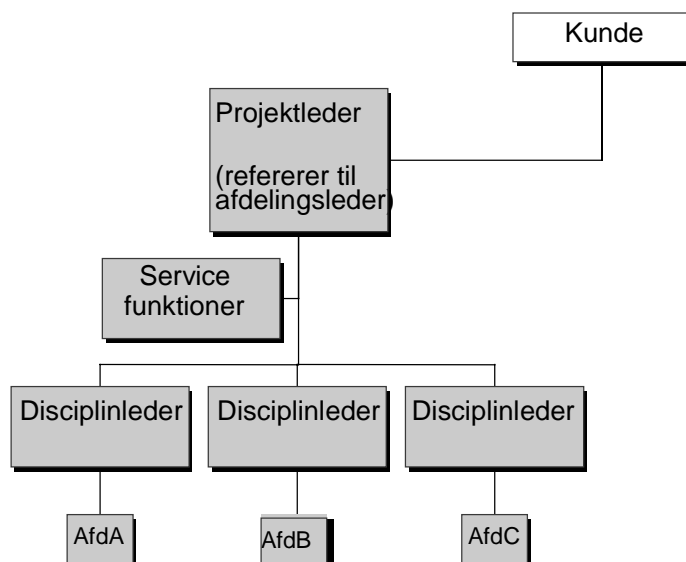 Kunde
Projektleder
(refererer til
afdelingsleder)
Service
funktioner
Disciplinleder
Disciplinleder
Disciplinleder
AfdA
AfdB
AfdC